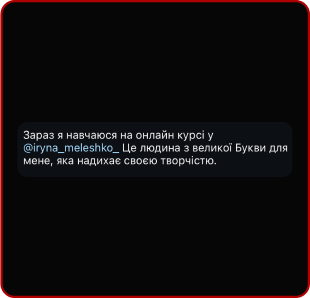 Зараз я навчаюся на онлайн курсі у
@iryna_meleshko_ Це людина з великої Букви для
мене, яка надихає своєю творчістю.